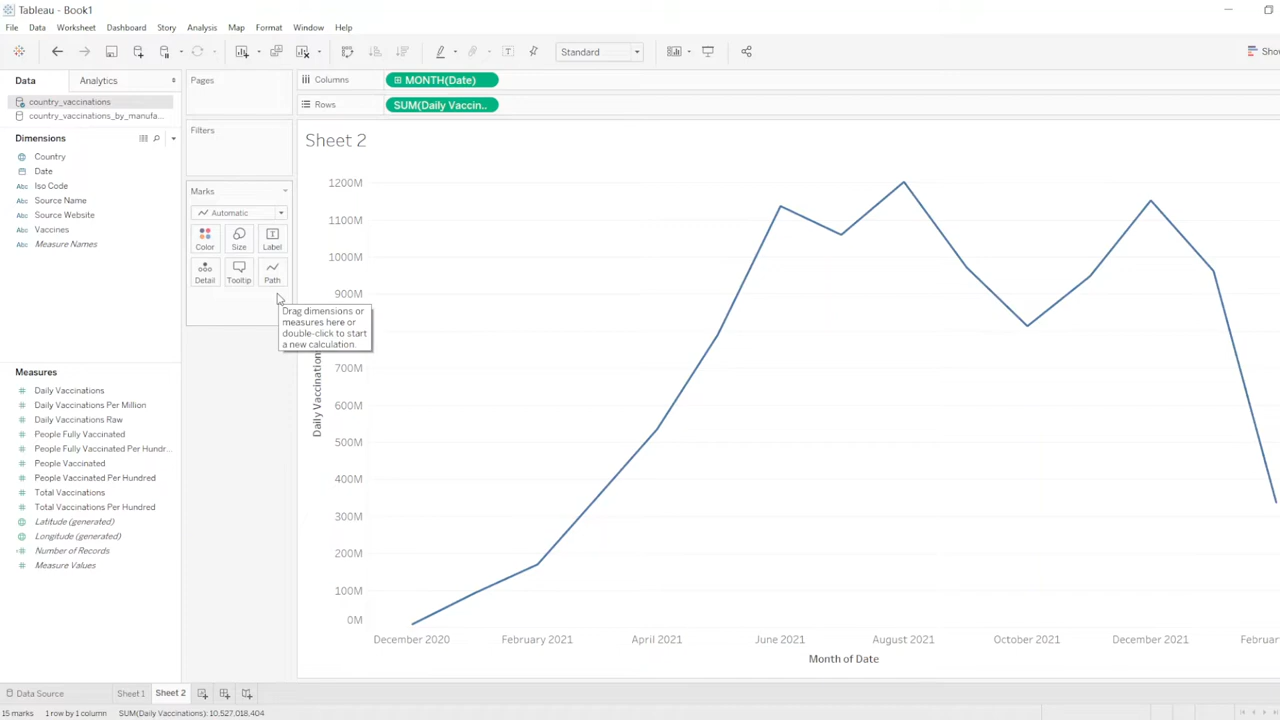 Tableau - Book1
File Data Worksheet Dashboard Story Analysis Map Format Window Help
Standard
Data Analytics
country_vaccinations
country_vaccinations_by_manufa...
Dimensions
Country
Date
Abc Iso Code
Abc Source Name
Abc Source Website
Abc Vaccines
Abc Measure Names
Measures
Daily Vaccinations
Daily Vaccinations Per Million
Daily Vaccinations Raw
People Fully Vaccinated
People Fully Vaccinated Per Hundr...
People Vaccinated
People Vaccinated Per Hundred
Total Vaccinations
Total Vaccinations Per Hundred
Latitude (generated)
Longitude (generated)
Number of Records
Measure Values
Pages
Filters
Marks
Automatic
Color Size Label
Detail Tooltip Path
Drag dimensions or
measures here or
double-click to start
a new calculation.
Columns MONTH(Date)
Rows SUM(Daily Vaccin..
Sheet 2
1200M
1100M
1000M
900M
700M
600M
500M
400M
300M
200M
100M
0M
Daily Vaccination
December 2020 February 2021 April 2021 June 2021 August 2021 October 2021 December 2021
Month of Date
Data Source Sheet 1 Sheet 2
15 marks 1 row by 1 column SUM(Daily Vaccinations): 10,527,018,404